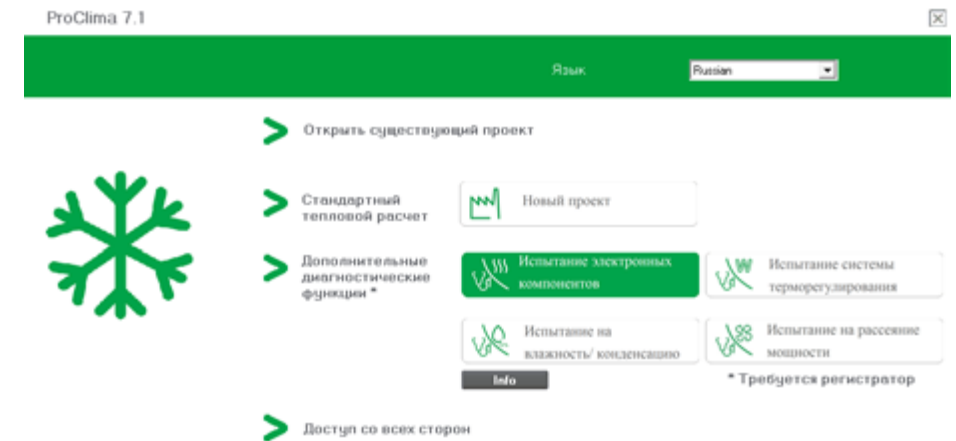 ProClima 7.1
Язык
Russian
Открыть существующий проект
Стандартный
тепловой расчет
Новый проект
Дополнительные
диагностические
функции *
Испытание электронных
компонентов
Испытание системы
терморегулирования
Испытание на
влажность/ конденсацию
Испытание на рассеяние
мощности
Info
* Требуется регистратор
Доступ со всех сторон